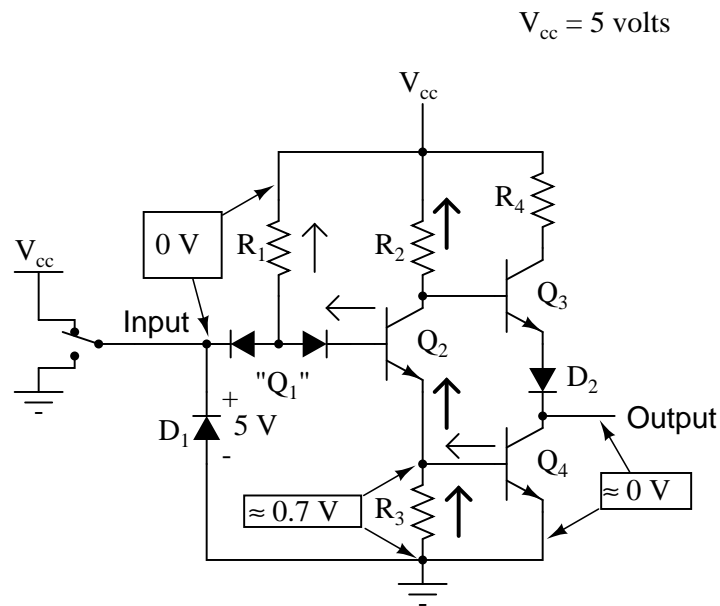 V_cc = 5 volts
V_cc
R_4
0 V
R_1
R_2
V_cc
Q_3
Input
Q_2
"Q_1"
D_2
+
D_1
5 V
Output
-
Q_4
≈ 0.7 V
R_3
≈ 0 V